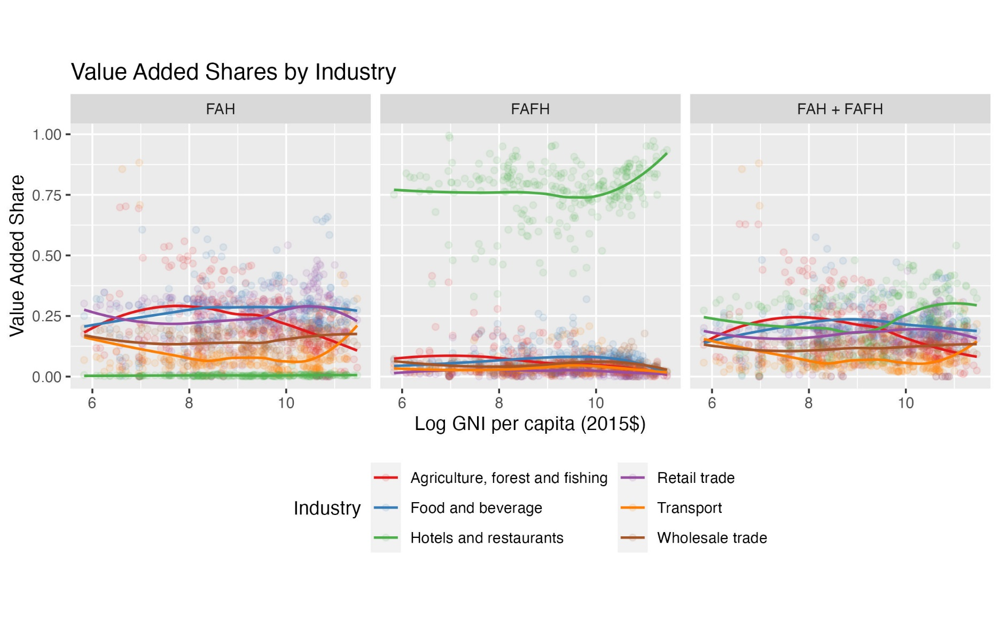 Value Added Shares by Industry
FAH
FAFH
FAH + FAFH
Value Added Share
1.00
0.75
0.50
0.25
0.00
6 8 10
6 8 10
6 8 10
Log GNI per capita (2015$)
Industry
Agriculture, forest and fishing
Food and beverage
Hotels and restaurants
Retail trade
Transport
Wholesale trade